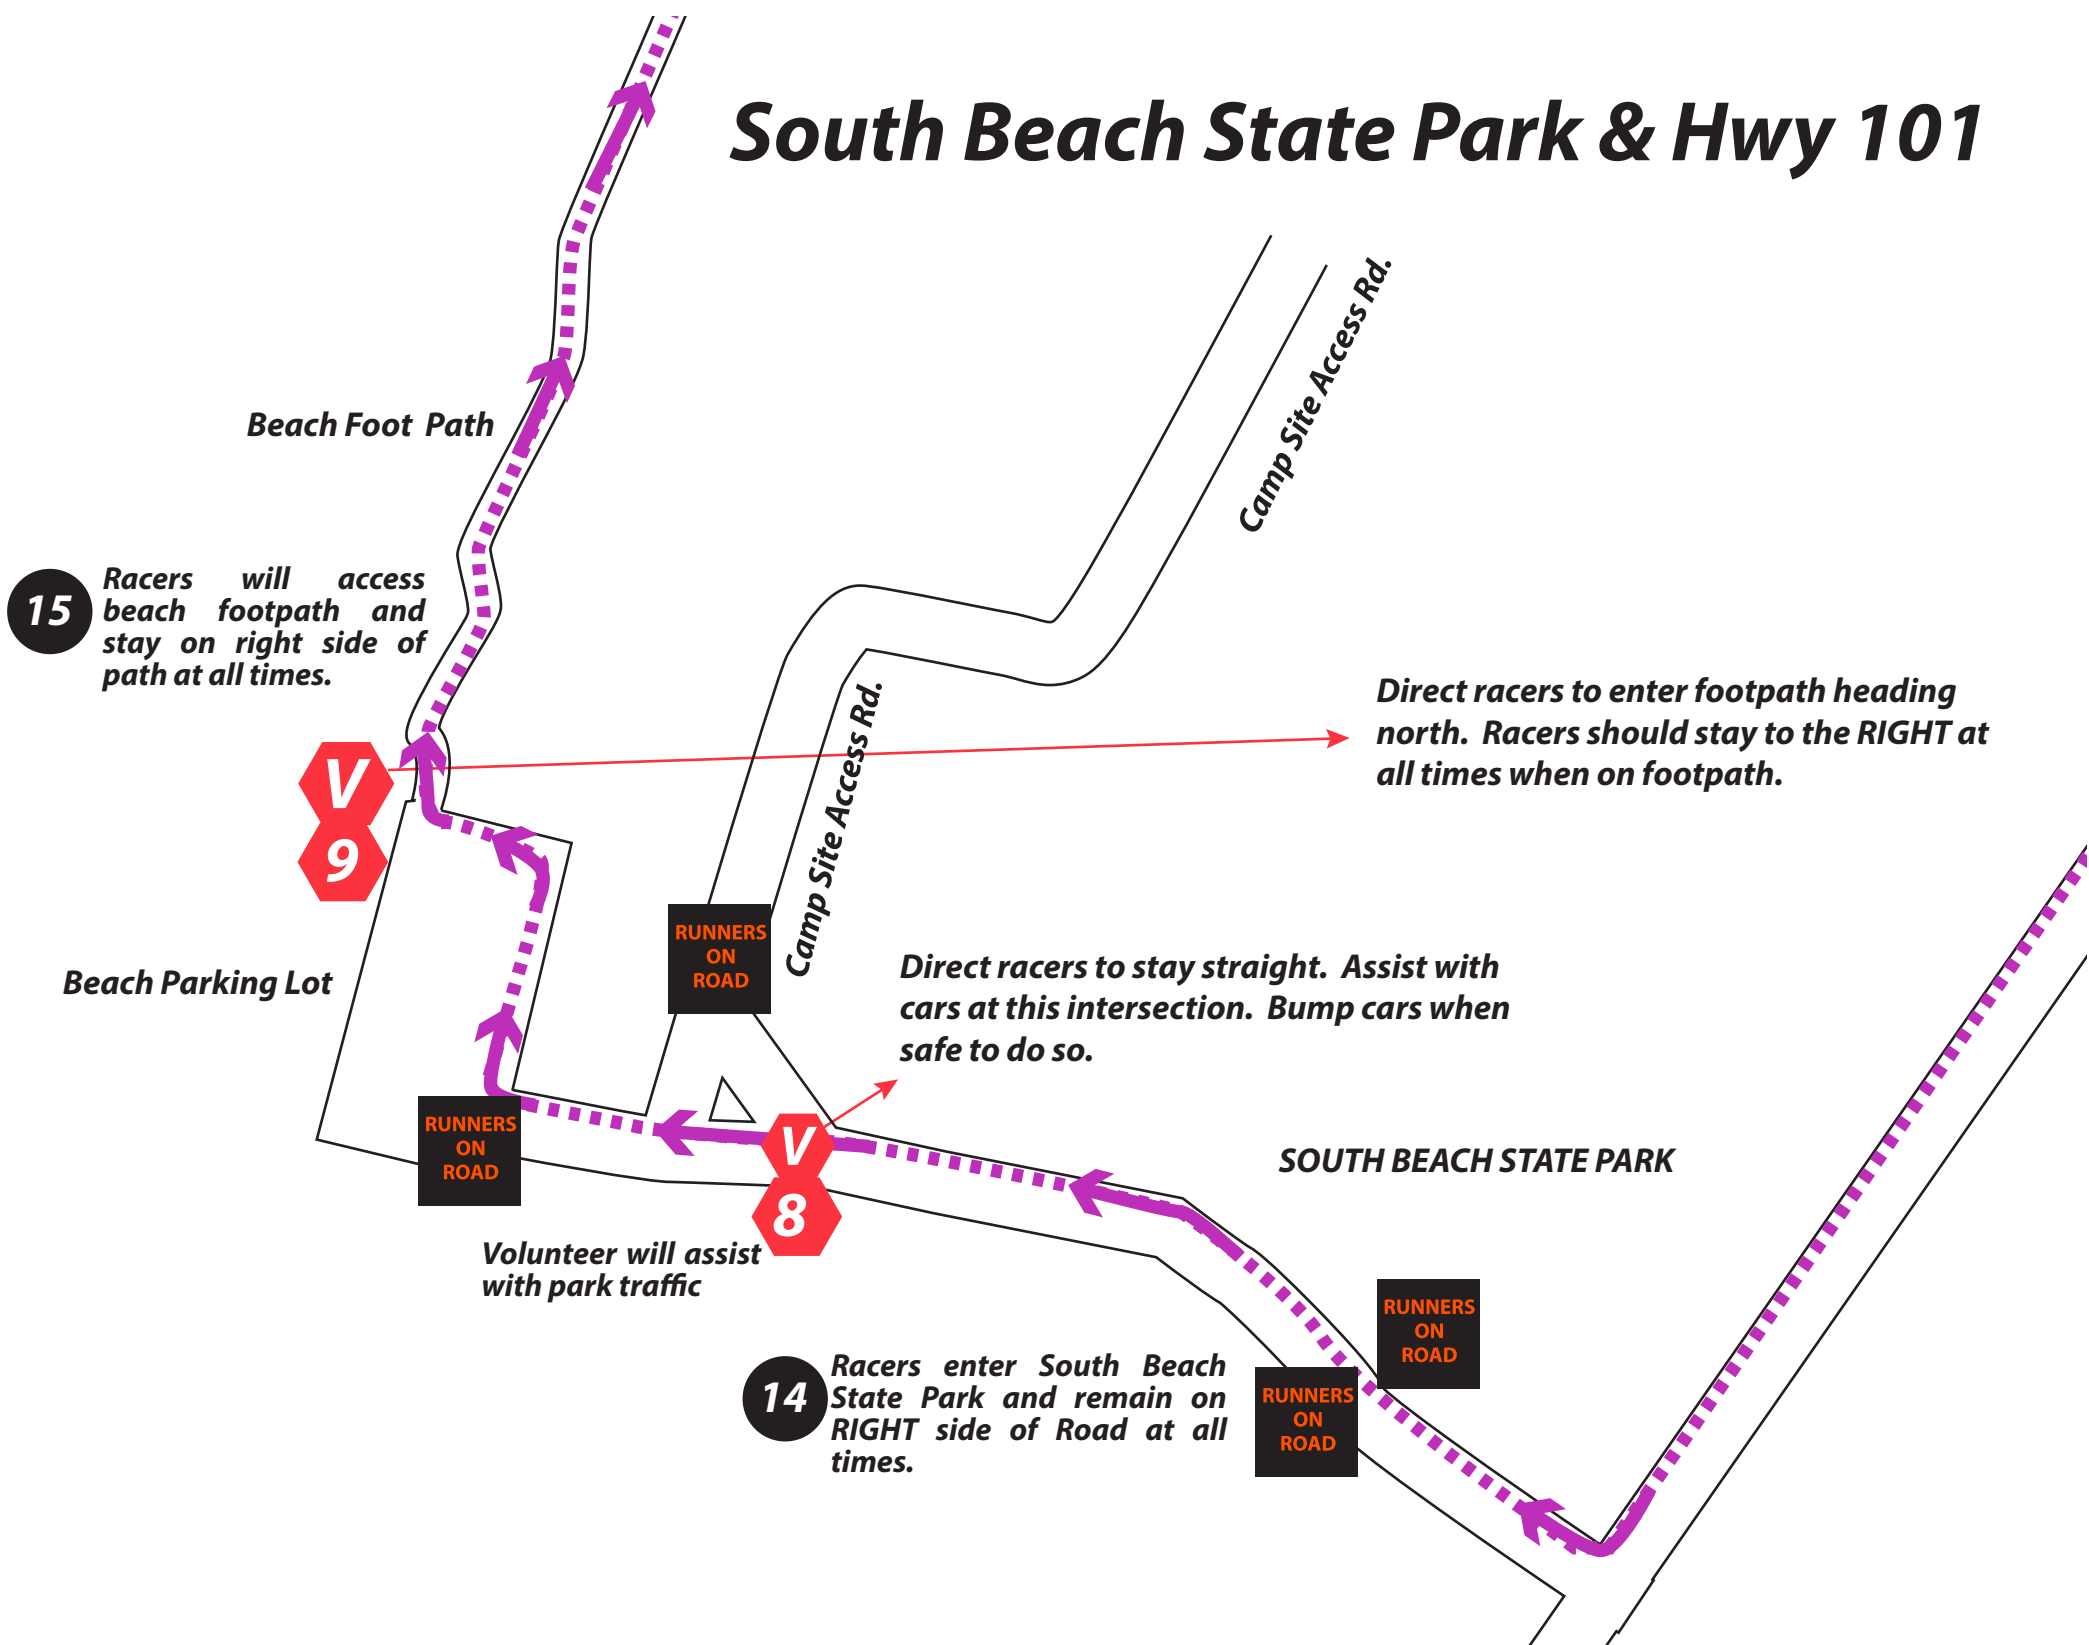 South Beach State Park & Hwy 101
Camp Site Access Rd.
Beach Foot Path
15
Racers will access
beach footpath and
stay on right side of
path at all times.
Direct racers to enter footpath heading
north. Racers should stay to the RIGHT at
all times when on footpath.
Camp Site Access Rd.
V
9
RUNNERS
ON
ROAD
Beach Parking Lot
Direct racers to stay straight. Assist with
cars at this intersection. Bump cars when
safe to do so.
RUNNERS
ON
ROAD
V
8
SOUTH BEACH STATE PARK
Volunteer will assist
with park traffic
RUNNERS
ON
ROAD
14
Racers enter South Beach
State Park and remain on
RIGHT side of Road at all
times.
RUNNERS
ON
ROAD